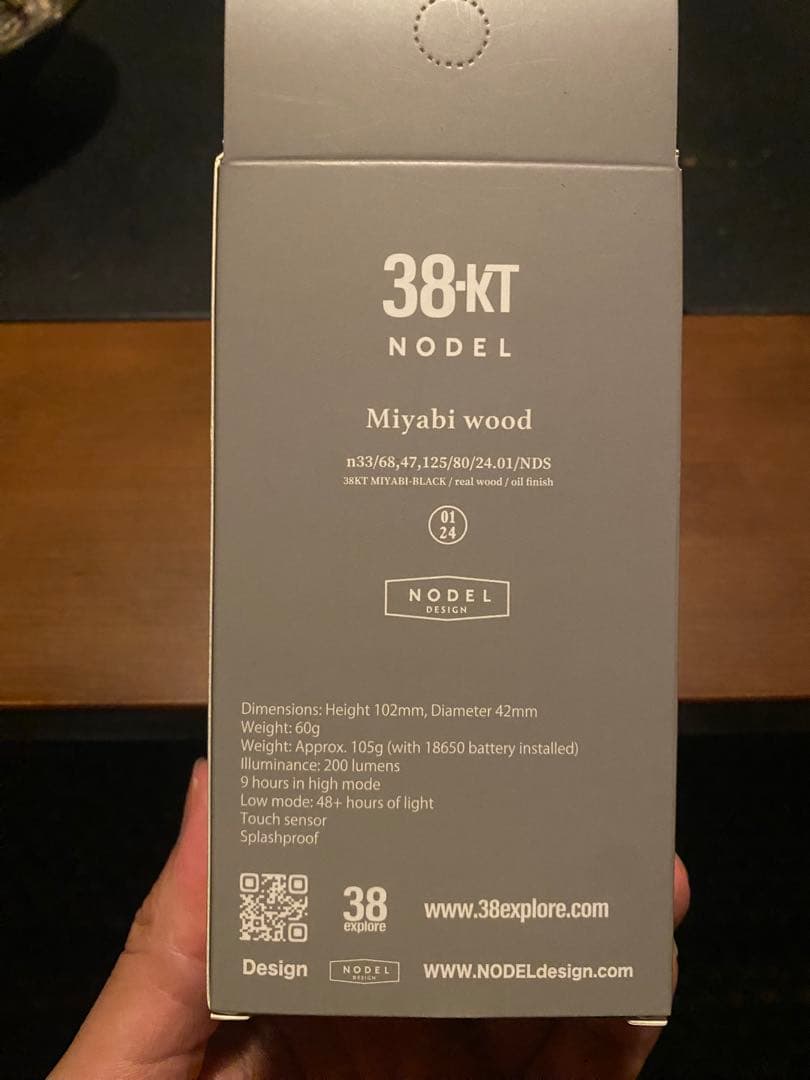 38-KT
NODEL
Miyabi wood
n33/68,47,125/80/24.01/NDS
38KT MIYABI-BLACK / real wood / oil finish
01
24
NODEL
DESIGN
Dimensions: Height 102mm, Diameter 42mm
Weight: 60g
Weight: Approx. 105g (with 18650 battery installed)
Illuminance: 200 lumens
9 hours in high mode
Low mode: 48+ hours of light
Touch sensor
Splashproof
38
explore
www.38explore.com
Design
NODEL
DESIGN
www.NODELdesign.com